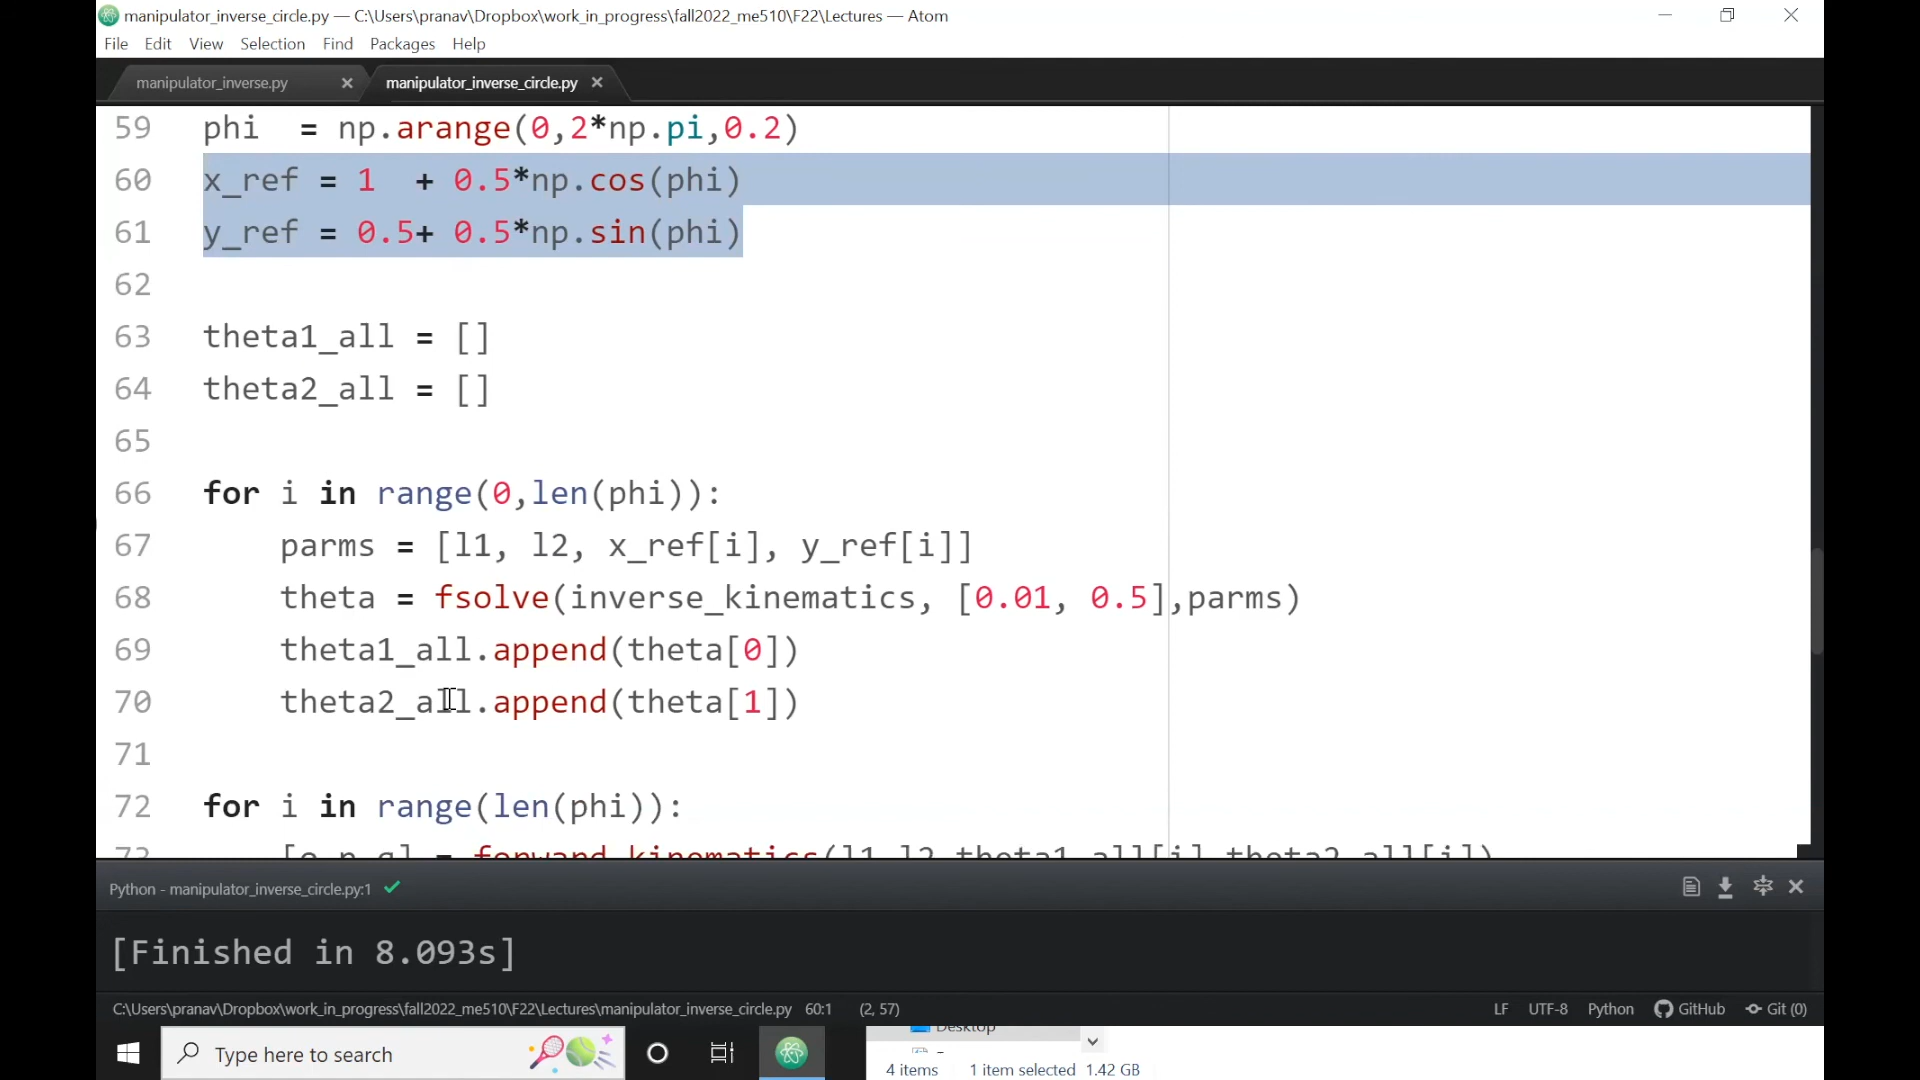 manipulator_inverse_circle.py — C:\Users\pranav\Dropbox\work_in_progress\fall2022_me510\F22\Lectures — Atom
File Edit View Selection Find Packages Help
manipulator_inverse.py manipulator_inverse_circle.py
59 phi  = np.arange(0,2*np.pi,0.2)
60 x_ref = 1  + 0.5*np.cos(phi)
61 y_ref = 0.5+ 0.5*np.sin(phi)
62
63 theta1_all = []
64 theta2_all = []
65
66 for i in range(0,len(phi)):
67     parms = [l1, l2, x_ref[i], y_ref[i]]
68     theta = fsolve(inverse_kinematics, [0.01, 0.5],parms)
69     theta1_all.append(theta[0])
70     theta2_all.append(theta[1])
71
72 for i in range(len(phi)):
73     [o,p,q] = forward_kinematics(l1,l2,theta1_all[i],theta2_all[i])
Python - manipulator_inverse_circle.py:1
[Finished in 8.093s]
C:\Users\pranav\Dropbox\work_in_progress\fall2022_me510\F22\Lectures\manipulator_inverse_circle.py 60:1 (2, 57) LF UTF-8 Python GitHub Git (0)
Desktop
Type here to search
4 items 1 item selected 1.42 GB